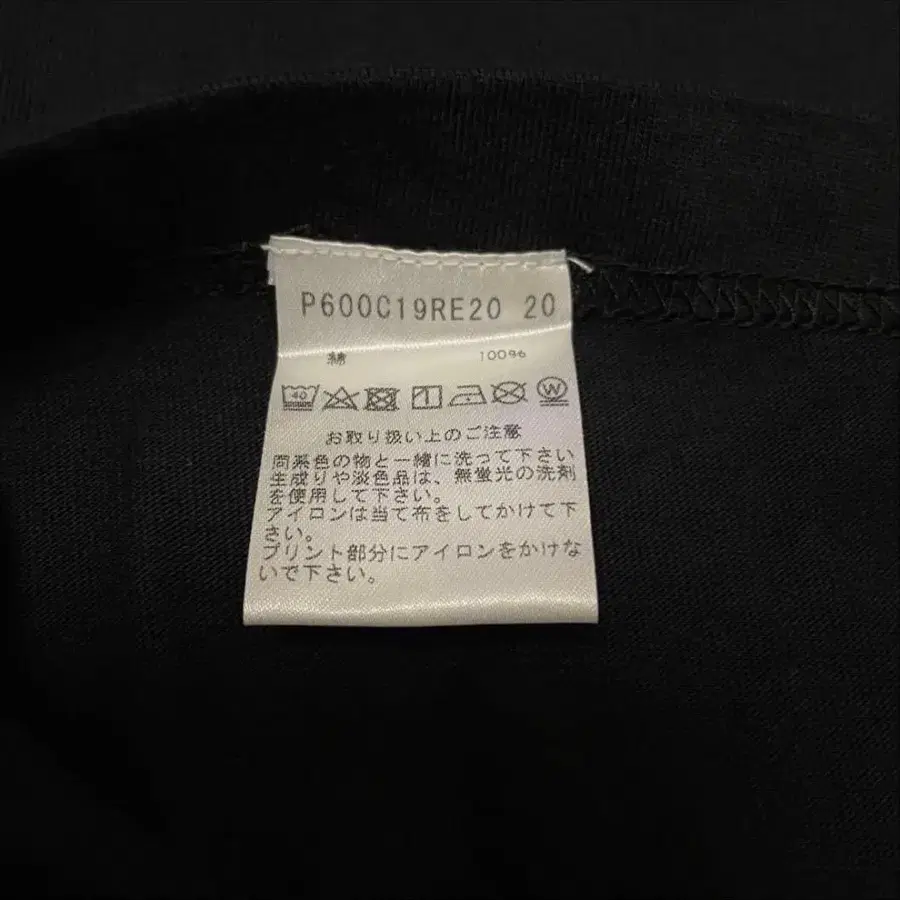 P600C19RE20 20
綿 100%
40
W
お取り扱い上のご注意
同系色の物と一緒に洗って下さい
生成りや淡色品は、無蛍光の洗剤
を使用して下さい。
アイロンは当て布をしてかけて下
さい。
プリント部分にアイロンをかけな
いで下さい。